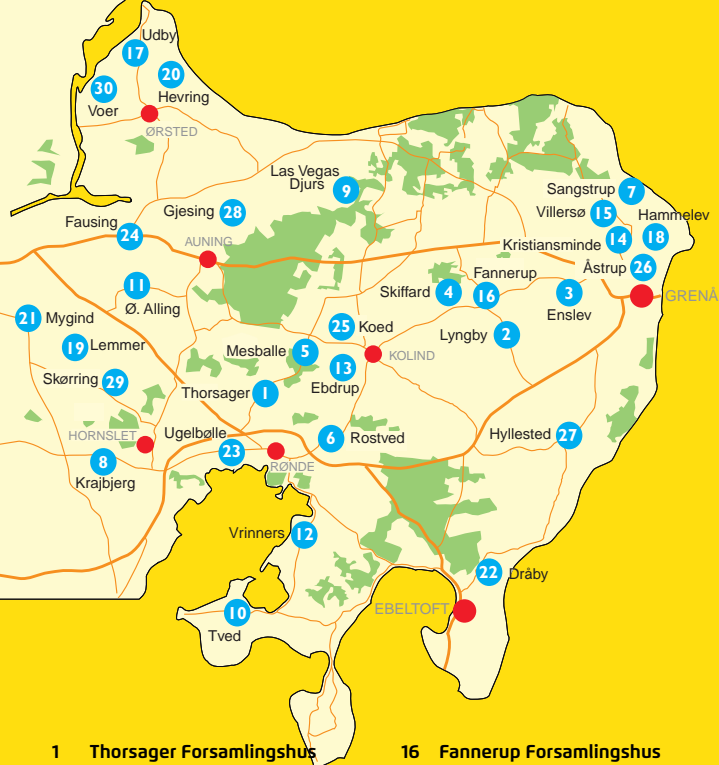 Udby
17
20
30
Hevring
Voer
ØRSTED
Las Vegas
Djurs
9
Sangstrup 7
Villersø 15
Hammelev
Gjesing 28
Fausing
24
Kristiansminde 14
18
AUNING
Åstrup
26
Fannerup
11
Ø. Alling
Skiffard 4
16
3
Enslev
GRENÅ
21 Mygind
25 Koed
Lyngby
2
19 Lemmer
Mesballe 5
KOLIND
13
Ebdrup
Skørring
29
Thorsager 1
HORNSLET
Ugelbølle
23
6 Rostved
Hyllested 27
RØNDE
8
Krajbjerg
Vrinners 12
22 Dråby
EBELTOFT
10
Tved
1 Thorsager Forsamlingshus
16 Fannerup Forsamlingshus